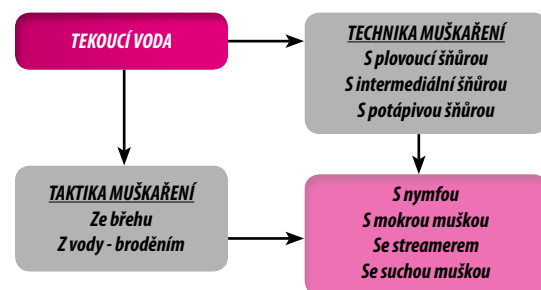 TEKOUCÍ VODA
TECHNIKA MUŠKAŘENÍ
S plovoucí šňůrou
S intermediální šňůrou
S potápivou šňůrou
TAKTIKA MUŠKAŘENÍ
Ze břehu
Z vody - broděním
S nymfou
S mokrou muškou
Se streamerem
Se suchou muškou